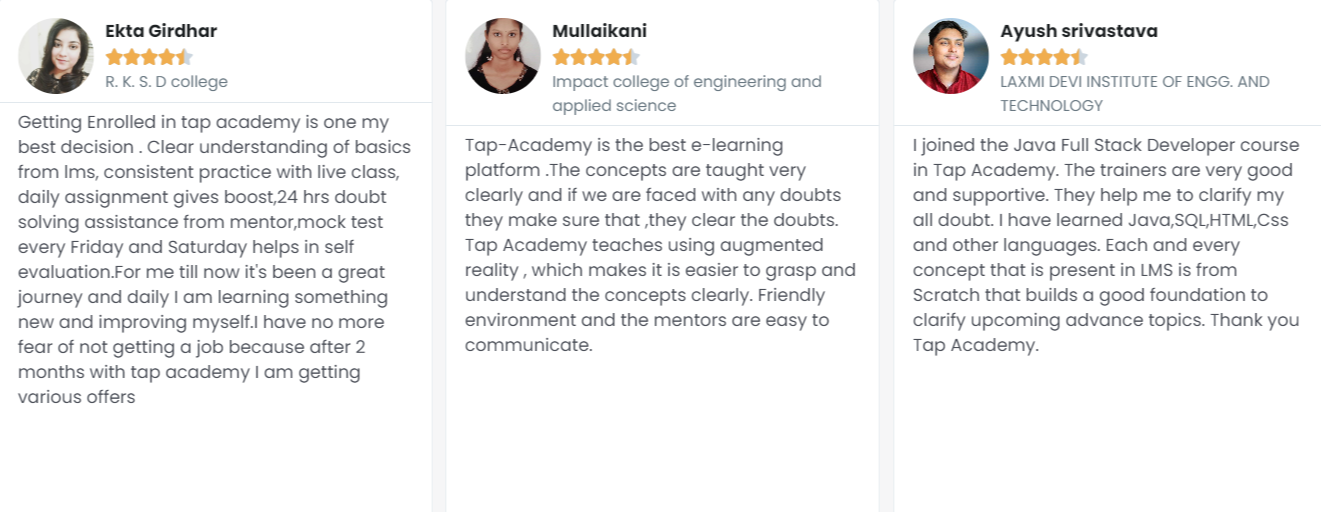 Ekta Girdhar
R. K. S. D college
Getting Enrolled in tap academy is one my
best decision . Clear understanding of basics
from lms, consistent practice with live class,
daily assignment gives boost,24 hrs doubt
solving assistance from mentor,mock test
every Friday and Saturday helps in self
evaluation.For me till now it's been a great
journey and daily I am learning something
new and improving myself.I have no more
fear of not getting a job because after 2
months with tap academy I am getting
various offers
Mullaikani
Impact college of engineering and
applied science
Tap-Academy is the best e-learning
platform .The concepts are taught very
clearly and if we are faced with any doubts
they make sure that ,they clear the doubts.
Tap Academy teaches using augmented
reality , which makes it is easier to grasp and
understand the concepts clearly. Friendly
environment and the mentors are easy to
communicate.
Ayush srivastava
LAXMI DEVI INSTITUTE OF ENGG. AND
TECHNOLOGY
I joined the Java Full Stack Developer course
in Tap Academy. The trainers are very good
and supportive. They help me to clarify my
all doubt. I have learned Java,SQL,HTML,Css
and other languages. Each and every
concept that is present in LMS is from
Scratch that builds a good foundation to
clarify upcoming advance topics. Thank you
Tap Academy.